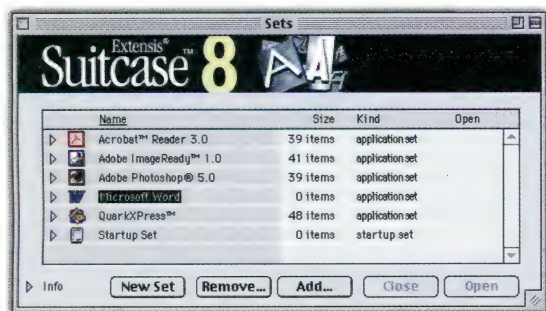 Sets
Extensis®
Suitcase™ 8
Name Size Kind Open
Acrobat™ Reader 3.0 39 items application set
Adobe ImageReady™ 1.0 41 items application set
Adobe Photoshop® 5.0 39 items application set
Microsoft Word 0 items application set
QuarkXPress™ 48 items application set
Startup Set 0 items startup set
Info New Set Remove... Add... Close Open